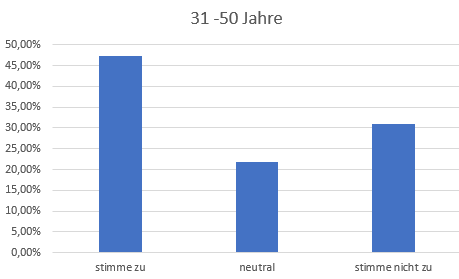 31 -50 Jahre
50,00%
45,00%
40,00%
35,00%
30,00%
25,00%
20,00%
15,00%
10,00%
5,00%
0,00%
stimme zu
neutral
stimme nicht zu